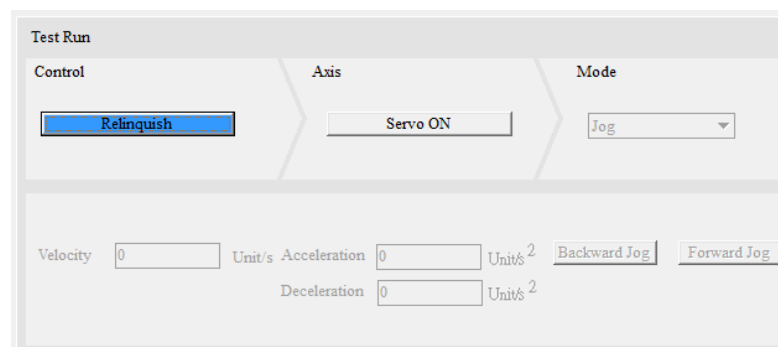 Test Run
Control Axis Mode
Relinquish Servo ON Jog
Velocity 0 Unit/s Acceleration 0 Unit/s 2 Backward Jog Forward Jog
Deceleration 0 Unit/s 2